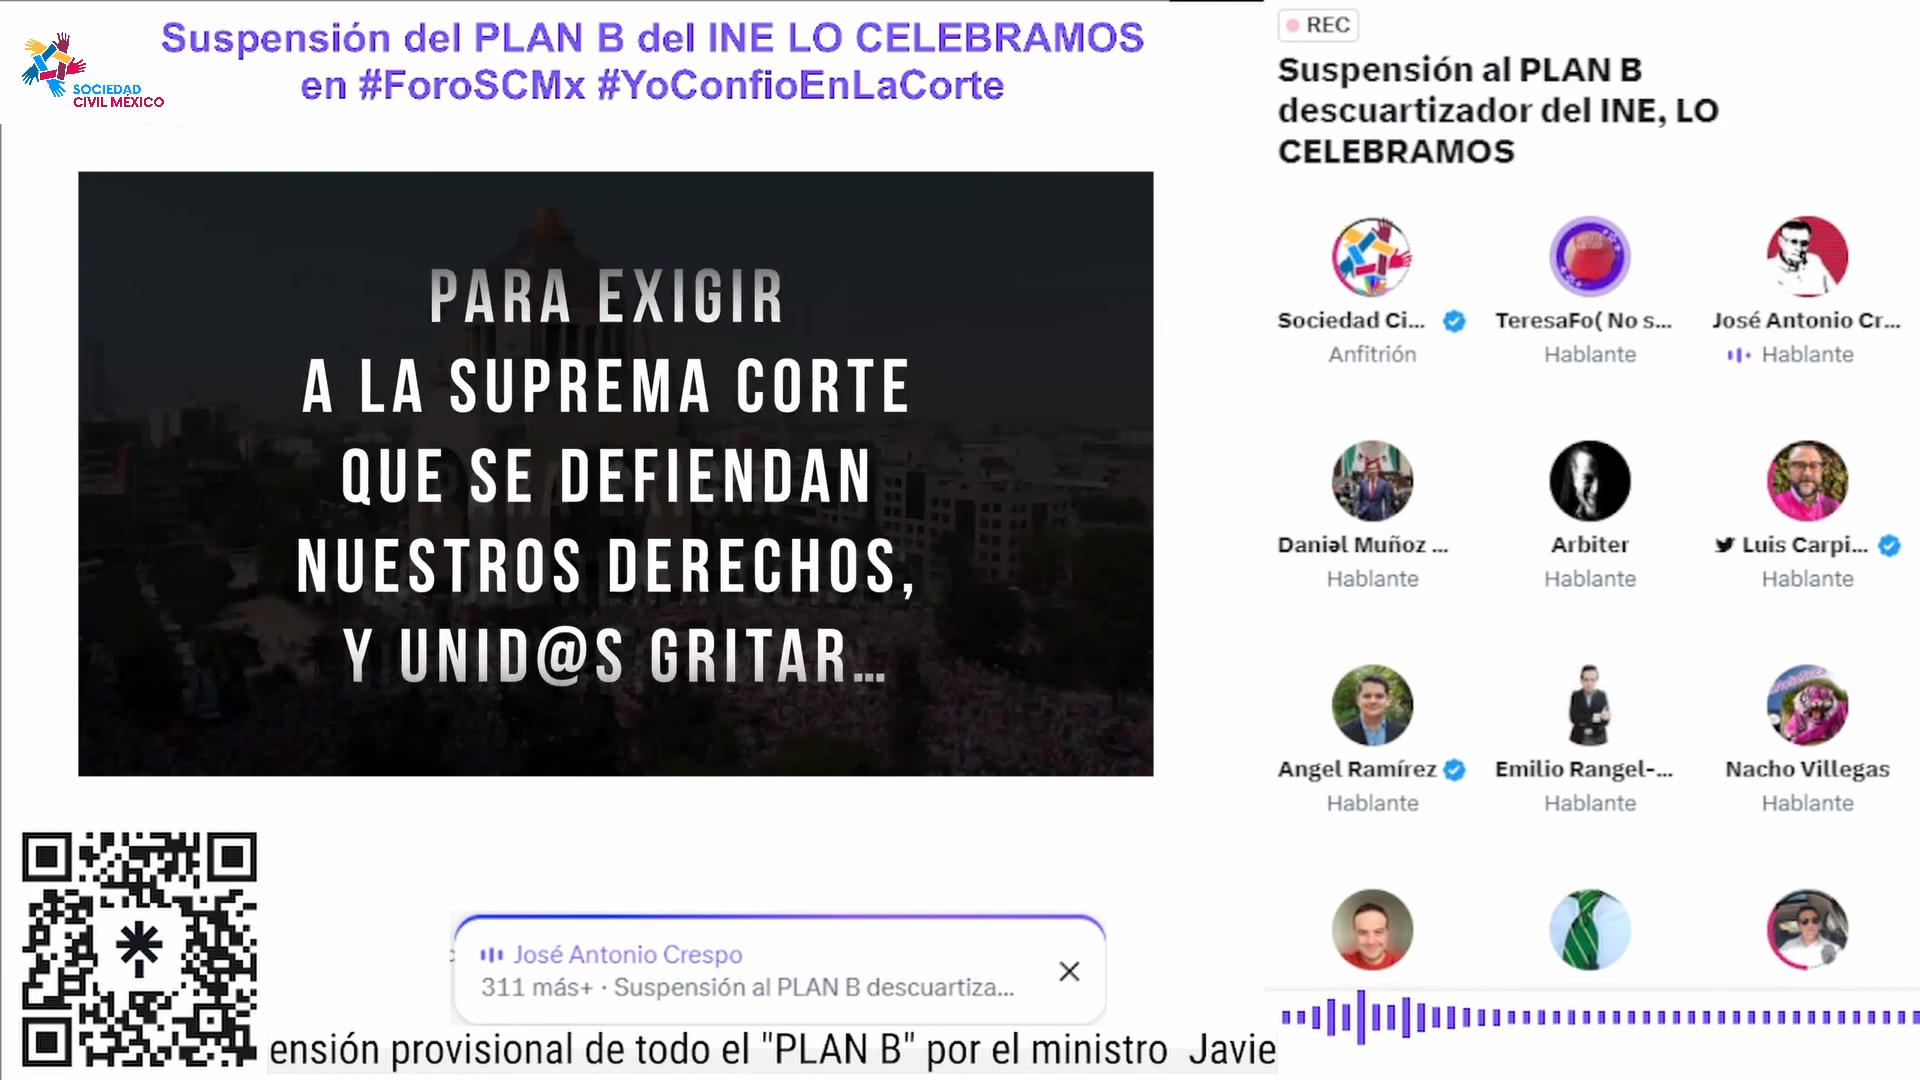 SOCIEDAD
CIVIL MÉXICO
Suspensión del PLAN B del INE LO CELEBRAMOS
en #ForoSCMx #YoConfioEnLaCorte
PARA EXIGIR
A LA SUPREMA CORTE
QUE SE DEFIENDAN
NUESTROS DERECHOS,
Y UNID@S GRITAR...
José Antonio Crespo
311 más+ · Suspensión al PLAN B descuartiza...
ensión provisional de todo el "PLAN B" por el ministro Javie
REC
Suspensión al PLAN B
descuartizador del INE, LO
CELEBRAMOS
Sociedad Ci...
Anfitrión
TeresaFo( No s...
Hablante
José Antonio Cr...
Hablante
Daniəl Muñoz ...
Hablante
Arbiter
Hablante
Luis Carpi...
Hablante
Angel Ramírez
Hablante
Emilio Rangel-...
Hablante
Nacho Villegas
Hablante